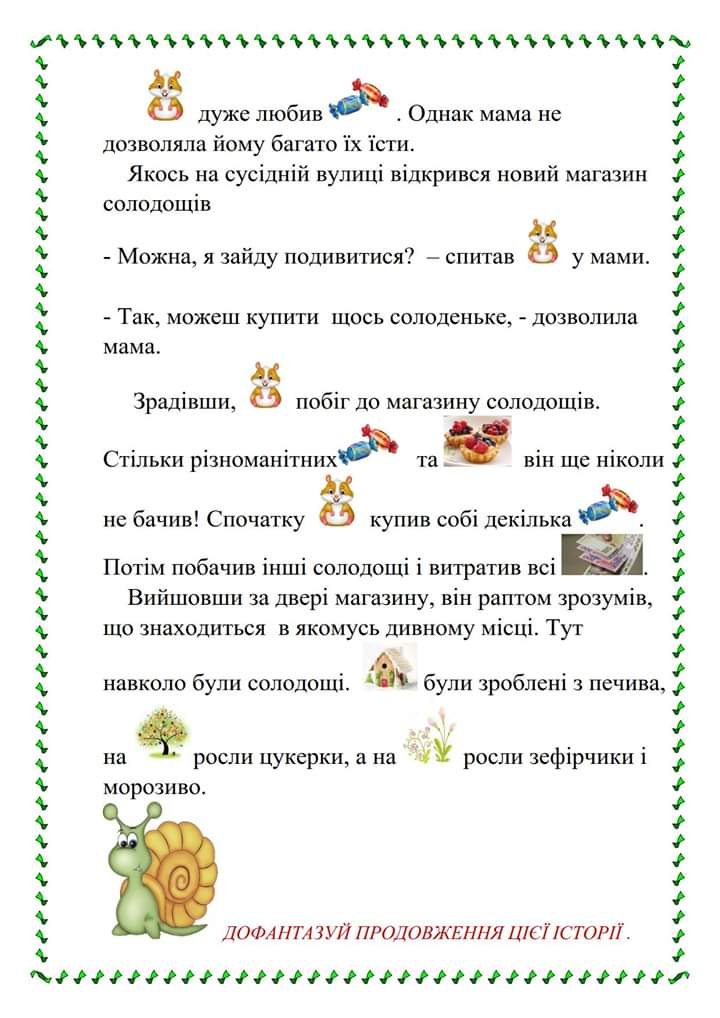 дуже любив . Однак мама не
дозволяла йому багато їх їсти.
Якось на сусідній вулиці відкрився новий магазин
солодощів
- Можна, я зайду подивитися? – спитав у мами.
- Так, можеш купити щось солоденьке, - дозволила
мама.
Зрадівши, побіг до магазину солодощів.
Стільки різноманітних та він ще ніколи
не бачив! Спочатку купив собі декілька .
Потім побачив інші солодощі і витратив всі .
Вийшовши за двері магазину, він раптом зрозумів,
що знаходиться в якомусь дивному місці. Тут
навколо були солодощі. були зроблені з печива,
на росли цукерки, а на росли зефірчики і
морозиво.
ДОФАНТАЗУЙ ПРОДОВЖЕННЯ ЦІЄЇ ІСТОРІЇ .